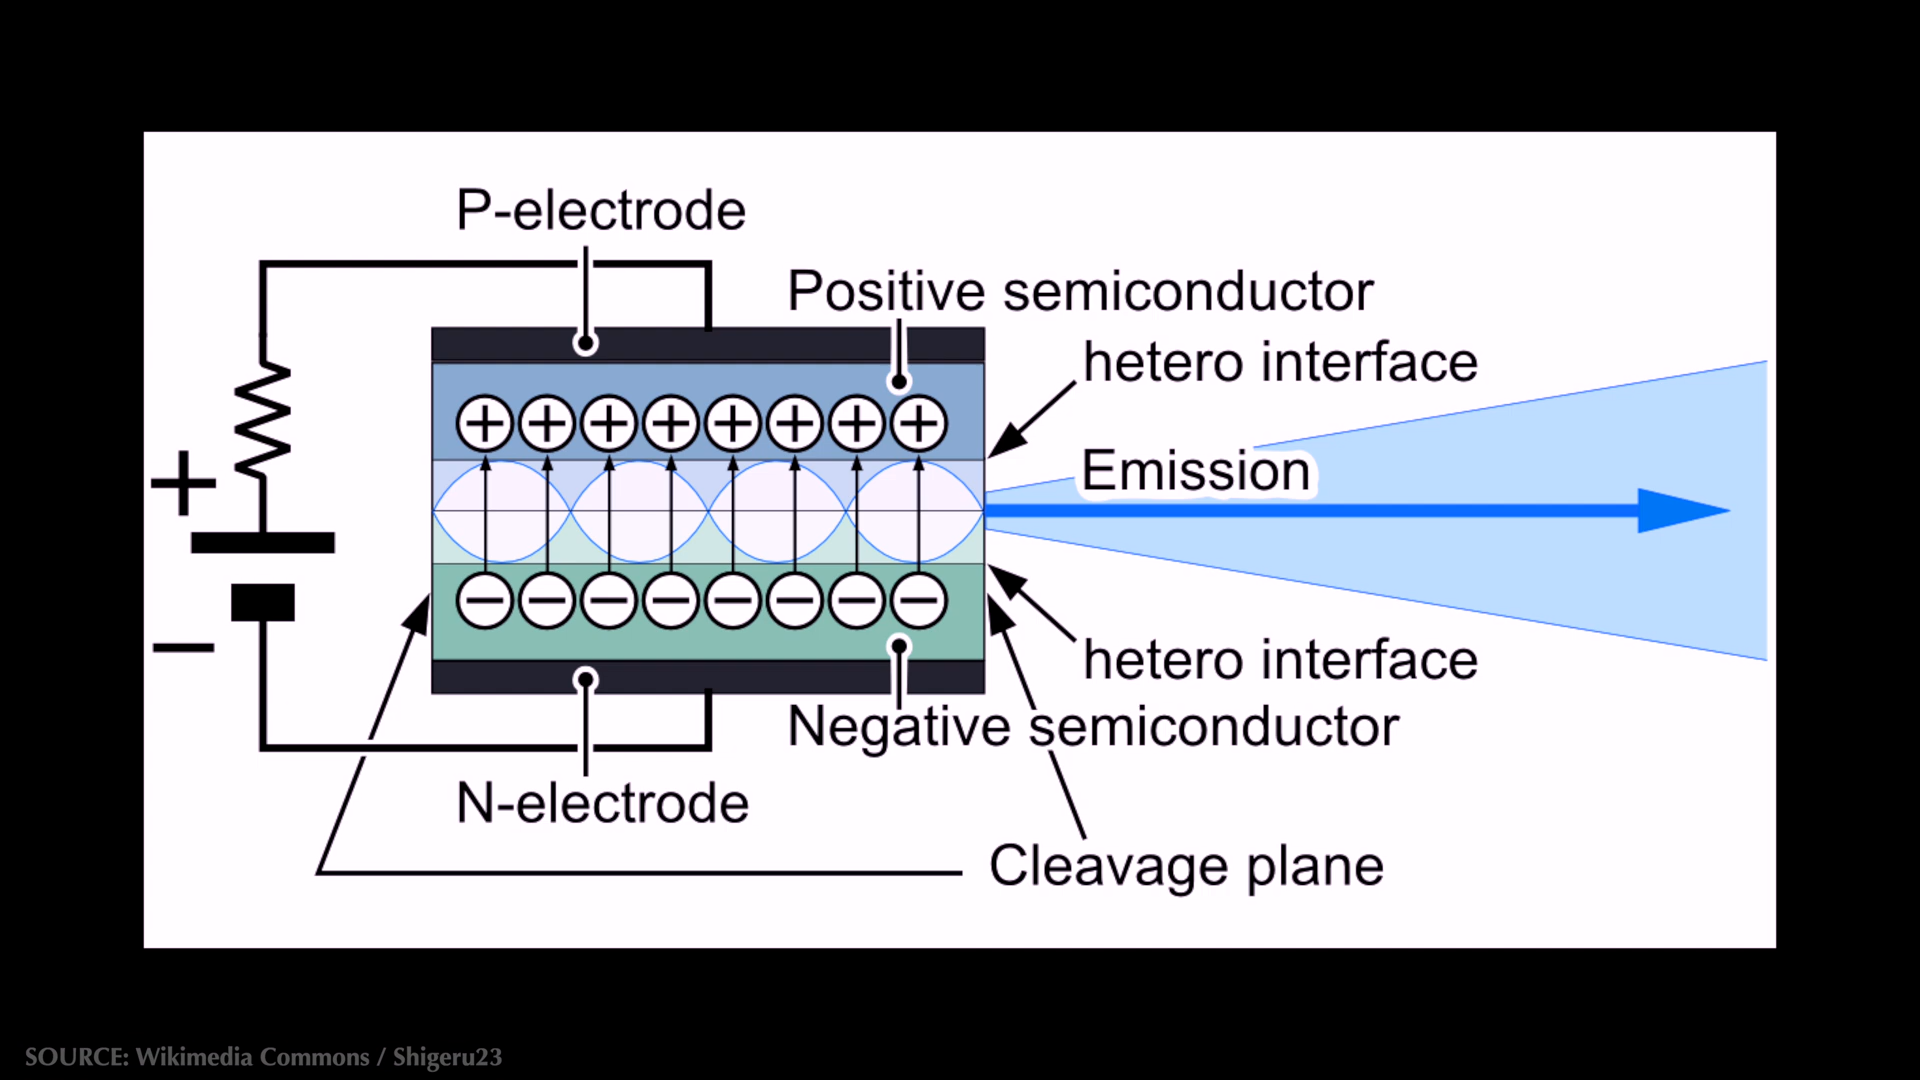 P-electrode
Positive semiconductor
hetero interface
Emission
hetero interface
Negative semiconductor
N-electrode
Cleavage plane
SOURCE: Wikimedia Commons / Shigeru23